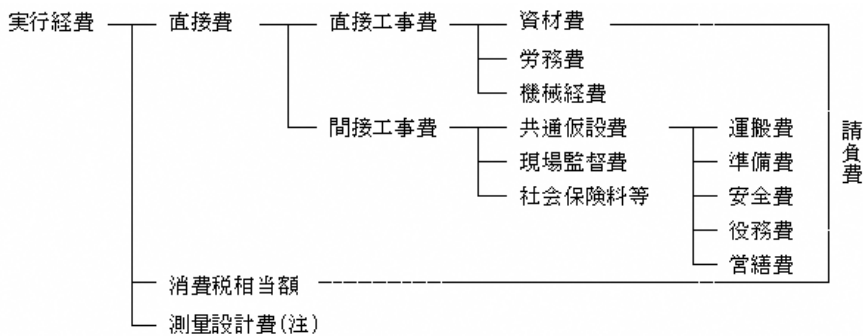 実行経費 直接費 直接工事費 資材費
労務費
機械経費
間接工事費 共通仮設費 運搬費
現場監督費 準備費
社会保険料等 安全費
役務費
営繕費
請負費
消費税相当額
測量設計費(注)